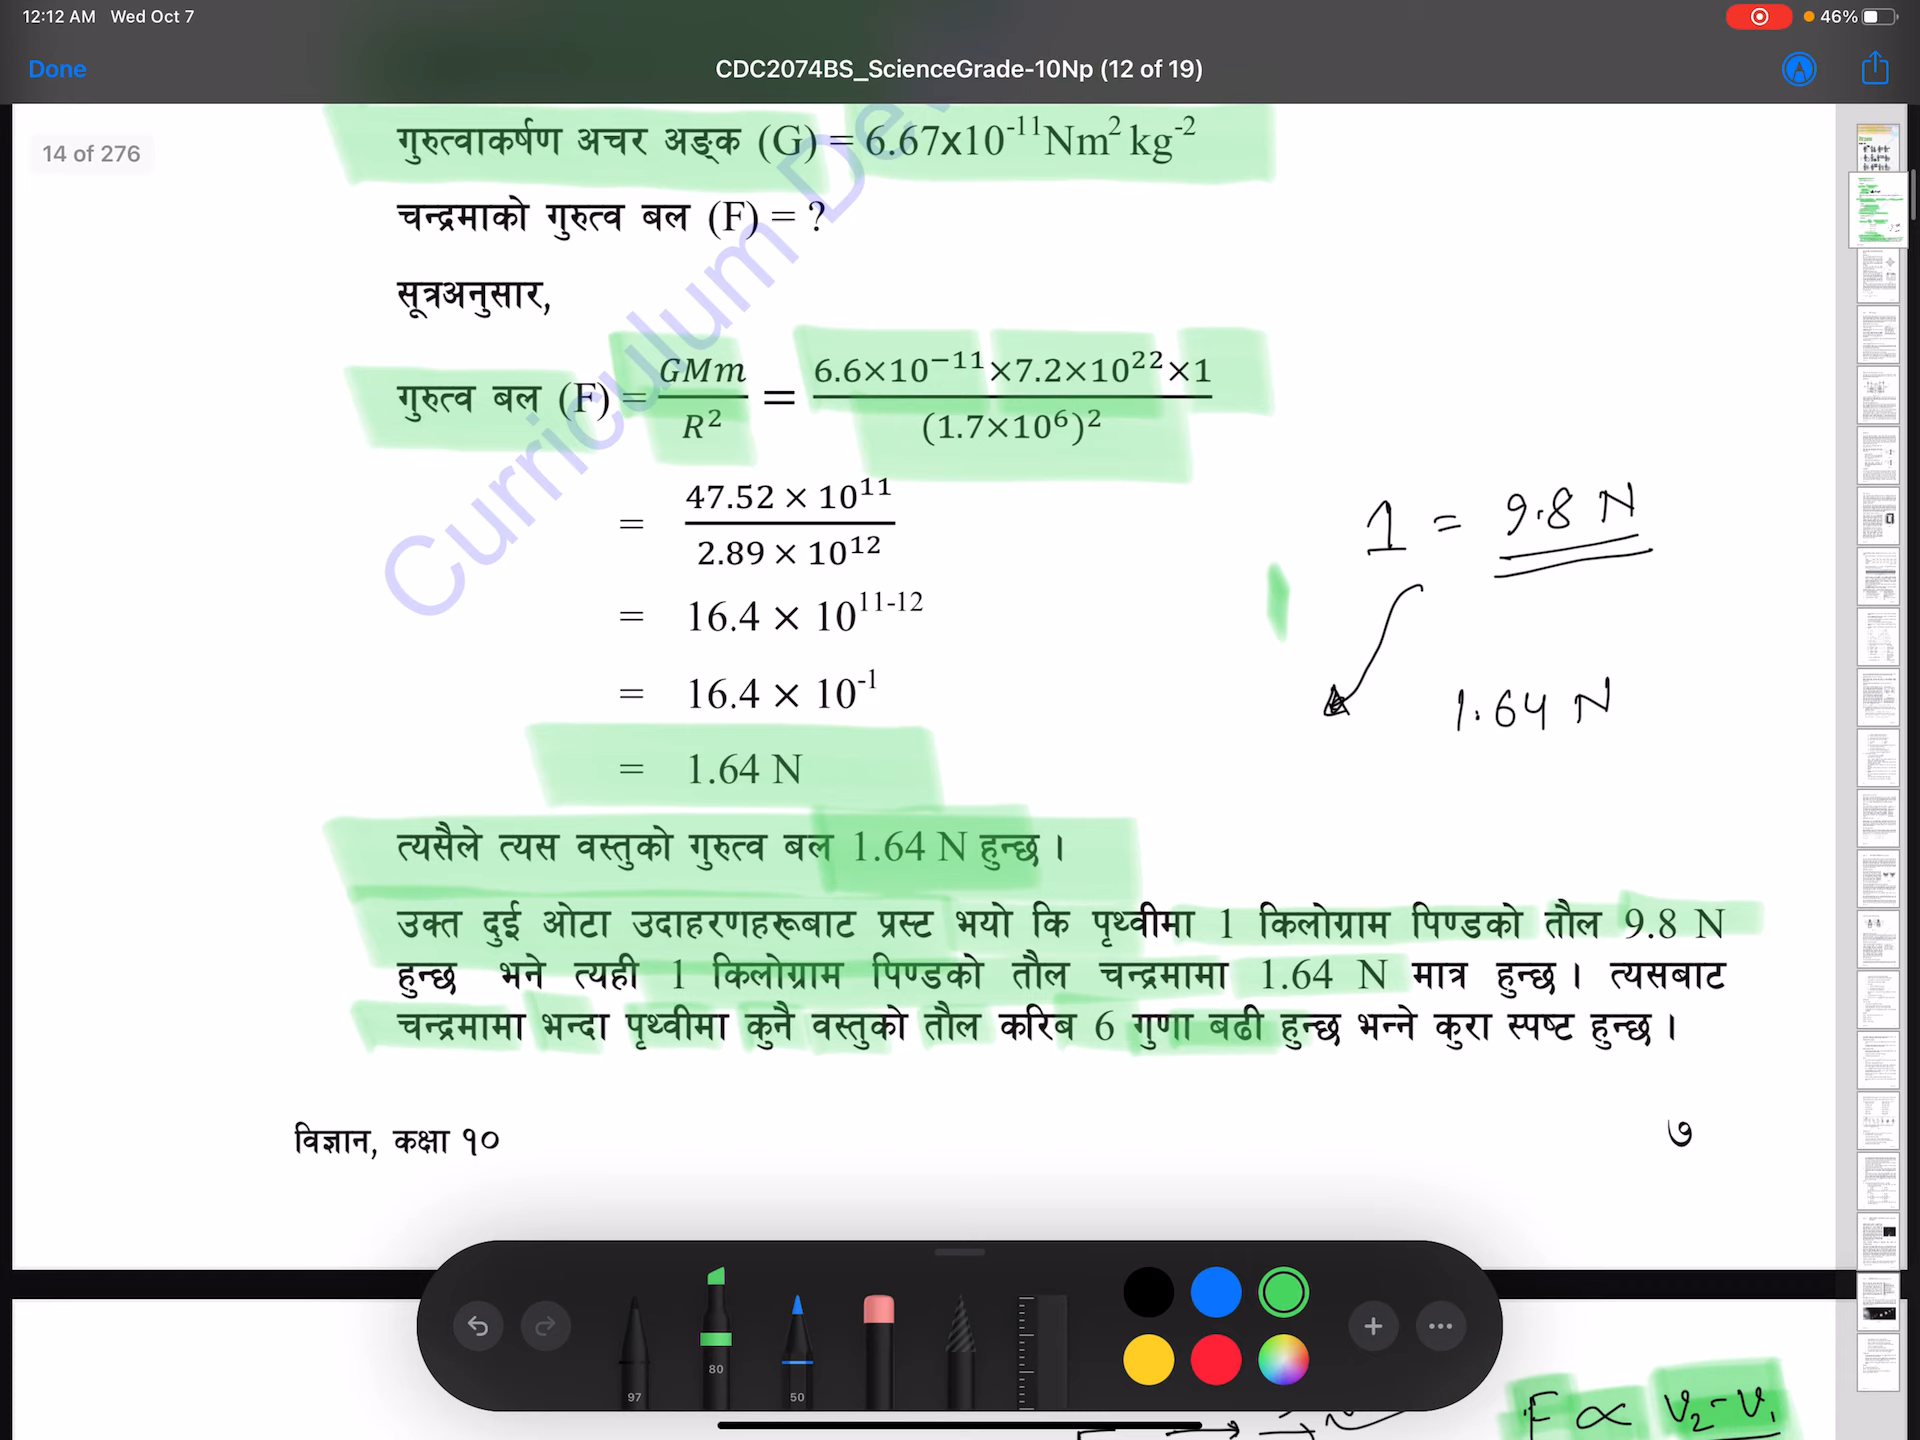 12:12 AM Wed Oct 7
46%
Done
CDC2074BS_ScienceGrade-10Np (12 of 19)
14 of 276
गुरुत्वाकर्षण अचर अङ्क (G) = 6.67x10⁻¹¹Nm² kg⁻²
चन्द्रमाको गुरुत्व बल (F) = ?
सूत्रअनुसार,
गुरुत्व बल (F) = GMm / R² = 6.6×10⁻¹¹×7.2×10²²×1 / (1.7×10⁶)²
= 47.52 × 10¹¹ / 2.89 × 10¹²
= 16.4 × 10¹¹⁻¹²
= 16.4 × 10⁻¹
= 1.64 N
1 = 9.8 N
1.64 N
त्यसैले त्यस वस्तुको गुरुत्व बल 1.64 N हुन्छ ।
उक्त दुई ओटा उदाहरणहरूबाट प्रस्ट भयो कि पृथ्वीमा 1 किलोग्राम पिण्डको तौल 9.8 N
हुन्छ भने त्यही 1 किलोग्राम पिण्डको तौल चन्द्रमामा 1.64 N मात्र हुन्छ । त्यसबाट
चन्द्रमामा भन्दा पृथ्वीमा कुनै वस्तुको तौल करिब 6 गुणा बढी हुन्छ भन्ने कुरा स्पष्ट हुन्छ ।
Curriculum
विज्ञान, कक्षा १०
७
97
80
50
F ∝ v₂-v₁